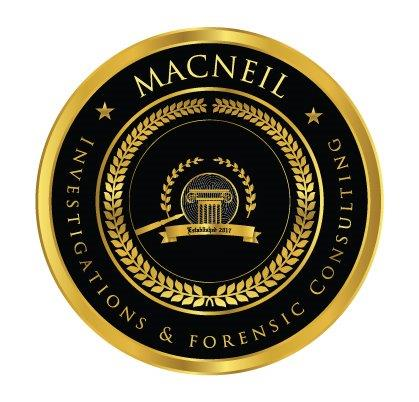 MACNEIL
INVESTIGATIONS & FORENSIC CONSULTING
Established 2017